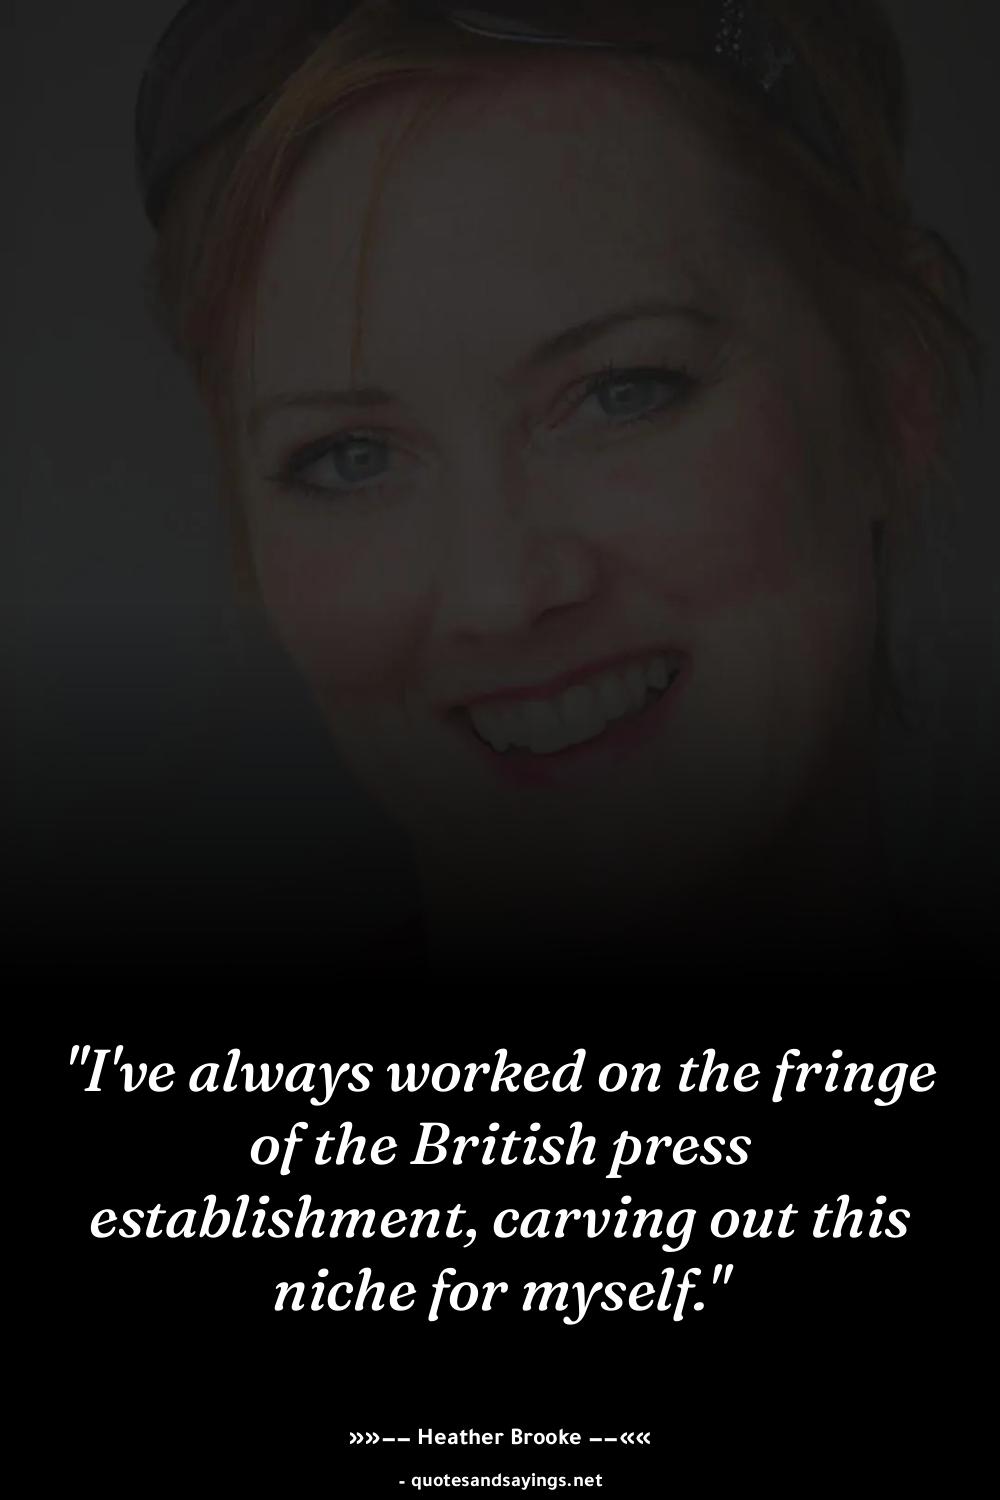 "I've always worked on the fringe
of the British press
establishment, carving out this
niche for myself."
»»−− Heather Brooke −−««
- quotesandsayings.net